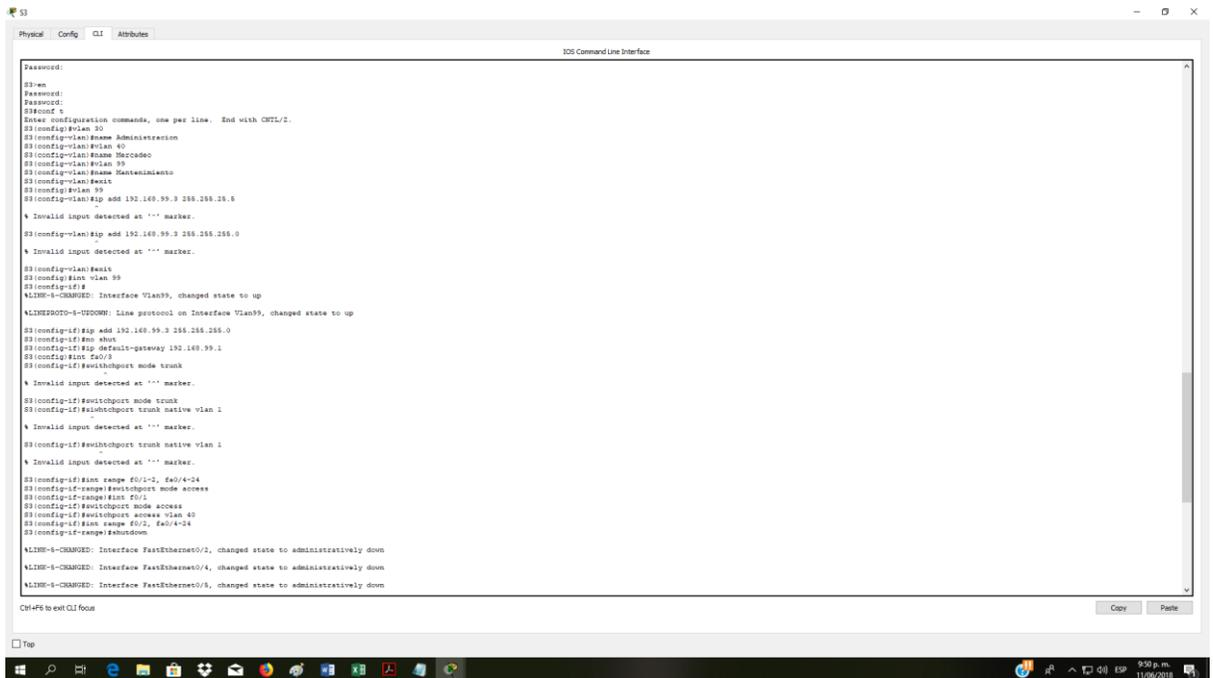 S3
Physical Config CLI Attributes
IOS Command Line Interface
Password:
S3>en
Password:
Password:
S3#conf t
Enter configuration commands, one per line. End with CNTL/Z.
S3(config)#vlan 30
S3(config-vlan)#name Administracion
S3(config-vlan)#vlan 40
S3(config-vlan)#name Mercadeo
S3(config-vlan)#vlan 99
S3(config-vlan)#name Mantenimiento
S3(config-vlan)#exit
S3(config)#vlan 99
S3(config-vlan)#ip add 192.168.99.3 255.255.25.5
^
% Invalid input detected at '^' marker.
S3(config-vlan)#ip add 192.168.99.3 255.255.255.0
^
% Invalid input detected at '^' marker.
S3(config-vlan)#exit
S3(config)#int vlan 99
S3(config-if)#
%LINK-5-CHANGED: Interface Vlan99, changed state to up
%LINEPROTO-5-UPDOWN: Line protocol on Interface Vlan99, changed state to up
S3(config-if)#ip add 192.168.99.3 255.255.255.0
S3(config-if)#no shut
S3(config-if)#ip default-gateway 192.168.99.1
S3(config)#int fa0/3
S3(config-if)#swithchport mode trunk
^
% Invalid input detected at '^' marker.
S3(config-if)#switchport mode trunk
S3(config-if)#siwhtchport trunk native vlan 1
^
% Invalid input detected at '^' marker.
S3(config-if)#swihtchport trunk native vlan 1
^
% Invalid input detected at '^' marker.
S3(config-if)#int range f0/1-2, fa0/4-24
S3(config-if-range)#switchport mode access
S3(config-if-range)#int f0/1
S3(config-if)#switchport mode access
S3(config-if)#switchport access vlan 40
S3(config-if)#int range f0/2, fa0/4-24
S3(config-if-range)#shutdown
%LINK-5-CHANGED: Interface FastEthernet0/2, changed state to administratively down
%LINK-5-CHANGED: Interface FastEthernet0/4, changed state to administratively down
%LINK-5-CHANGED: Interface FastEthernet0/5, changed state to administratively down
Ctrl+F6 to exit CLI focus
Copy Paste
Top
ESP 9:50 p. m.
11/06/2018